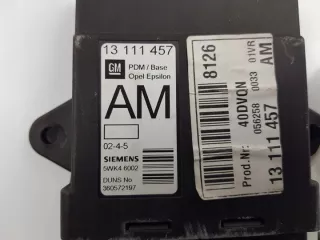 13 111 457
GM
PDM / Base
Opel Epsilon
AM
02-4-5
SIEMENS
5WK4 6002
DUNS No.
360572197
8126
01VR
AM
40DVQN
056258 0033
Prod.-Nr.:
13 111 457